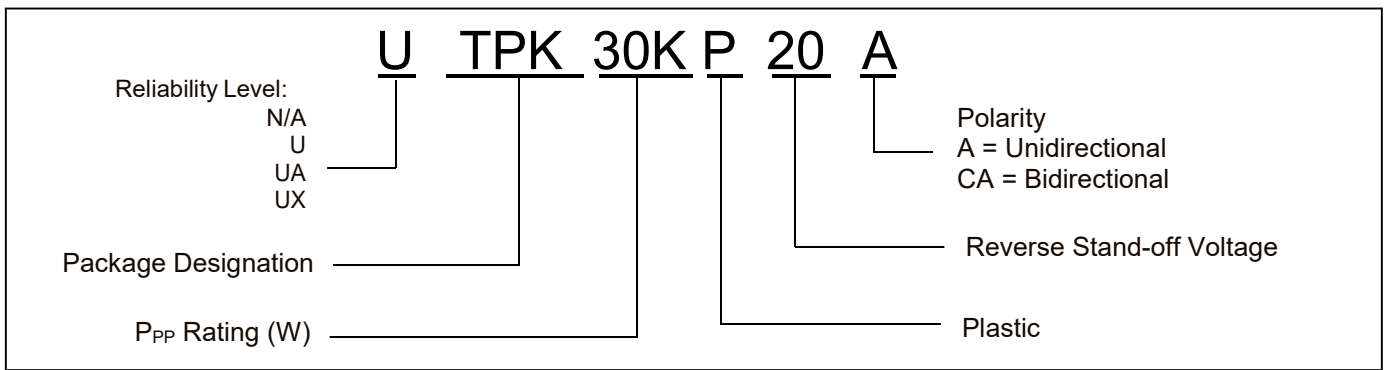 U TPK 30K P 20 A
Reliability Level:
N/A
U
UA
UX
Package Designation
PPP Rating (W)
Polarity
A = Unidirectional
CA = Bidirectional
Reverse Stand-off Voltage
Plastic